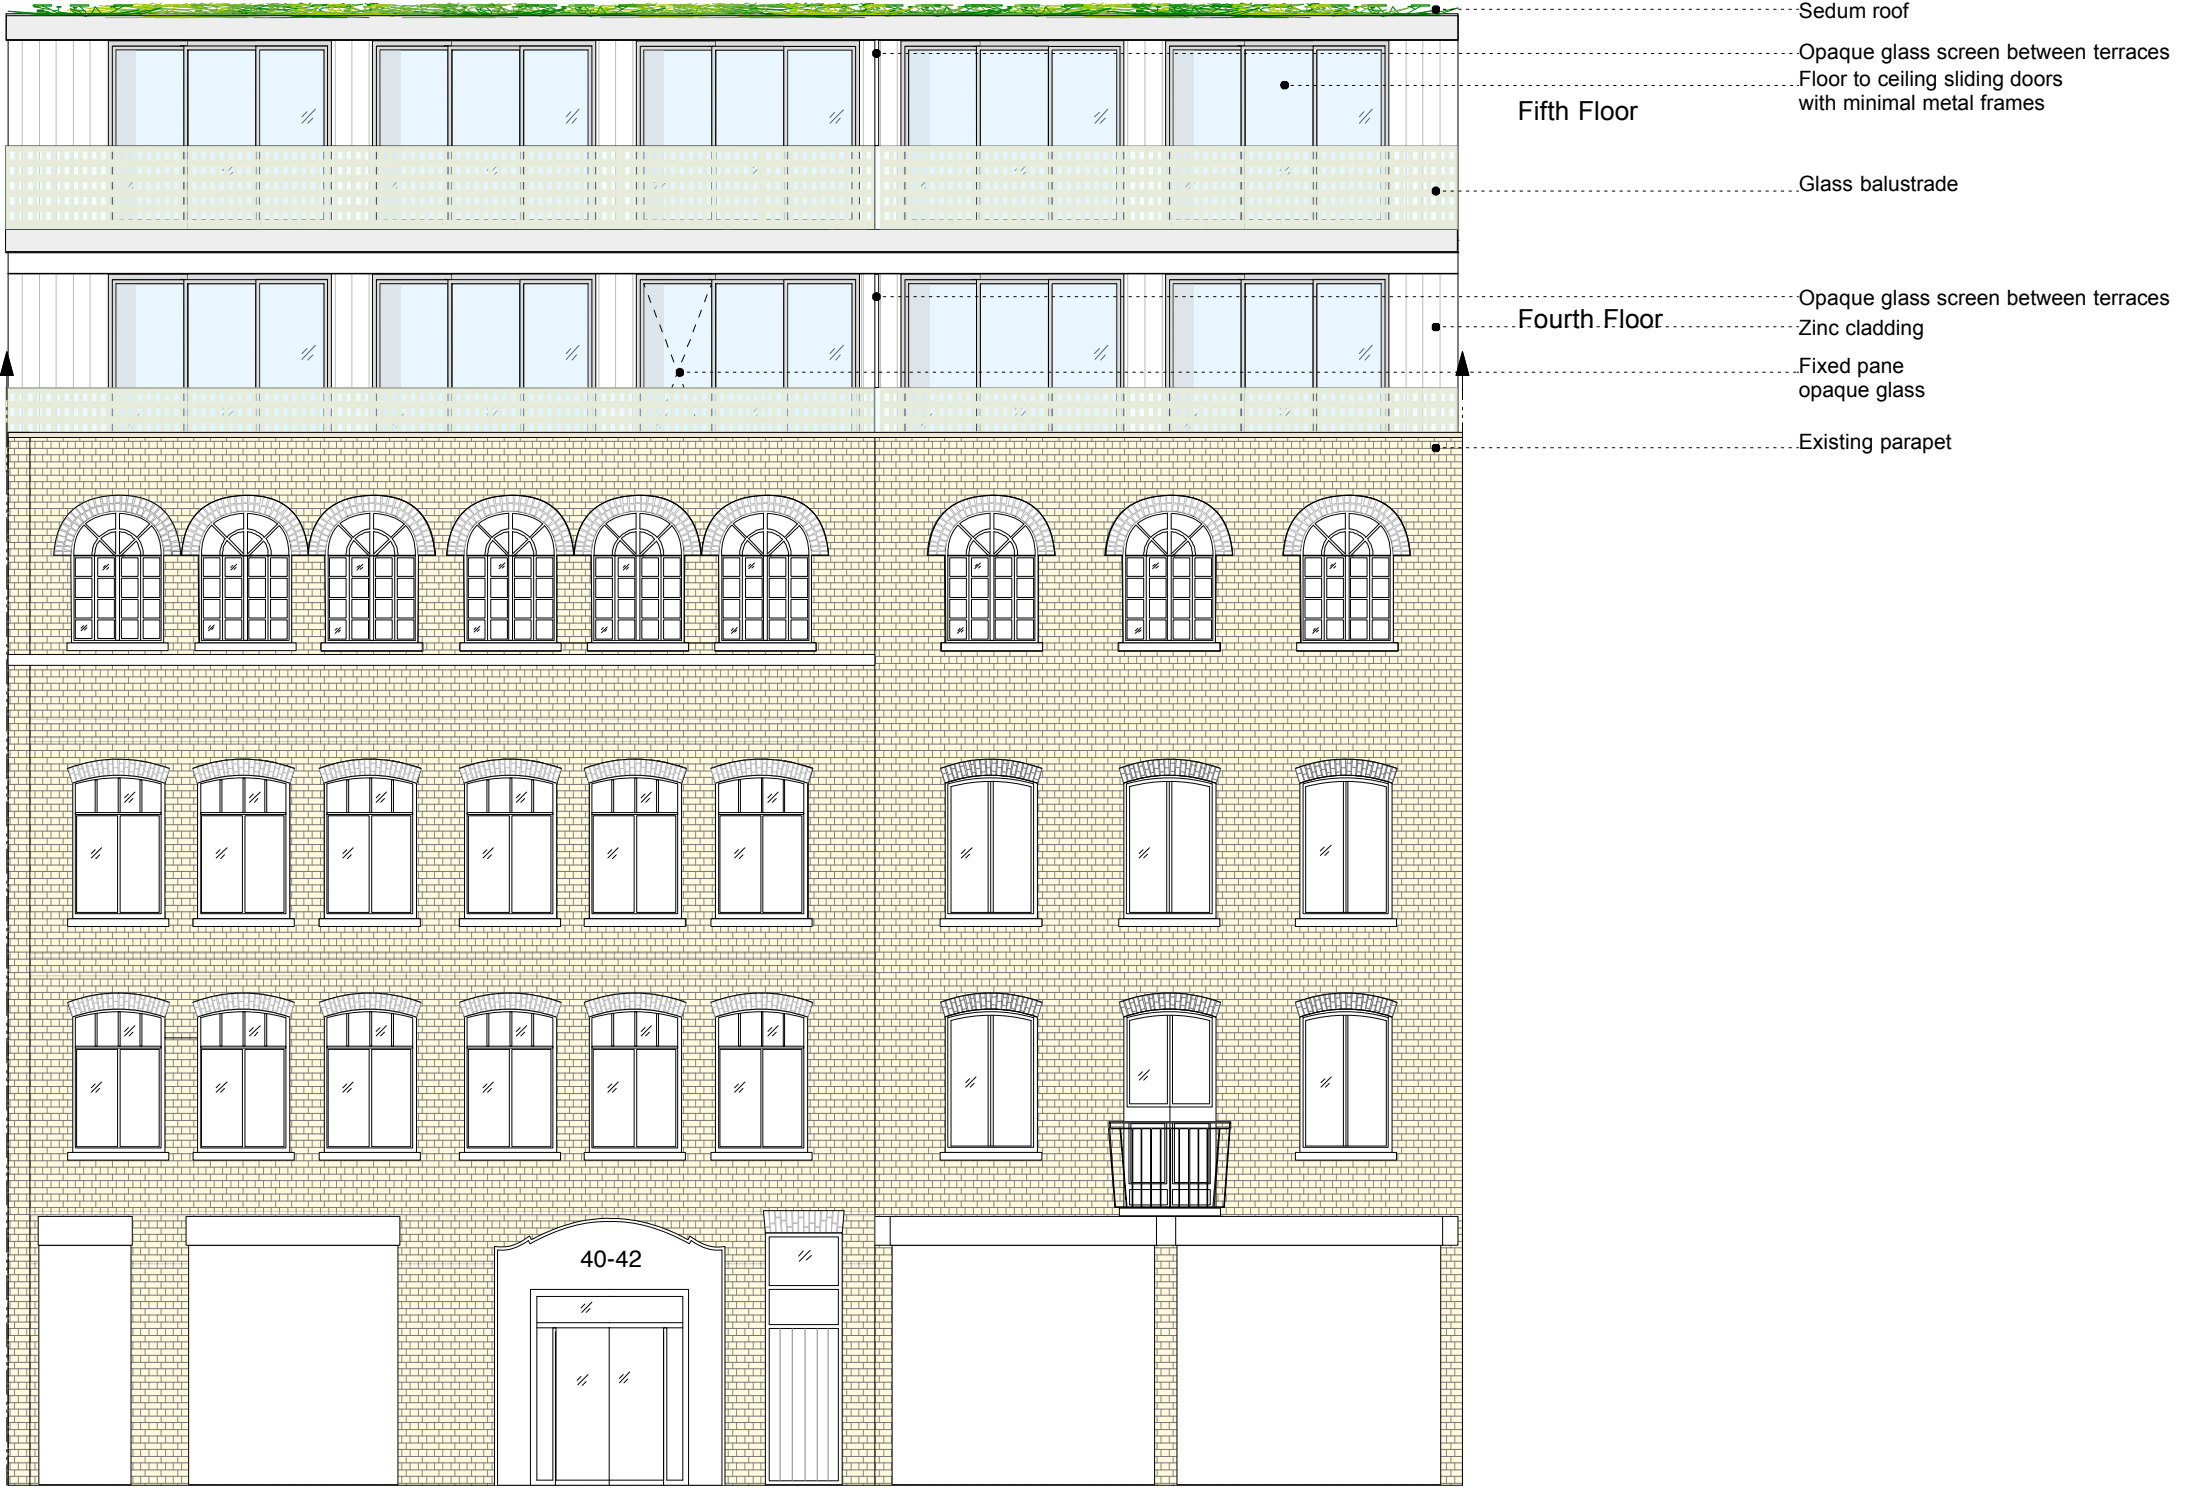 Sedum roof
Opaque glass screen between terraces
Floor to ceiling sliding doors
with minimal metal frames
Fifth Floor
Glass balustrade
Opaque glass screen between terraces
Fourth Floor
Zinc cladding
Fixed pane
opaque glass
Existing parapet
40-42